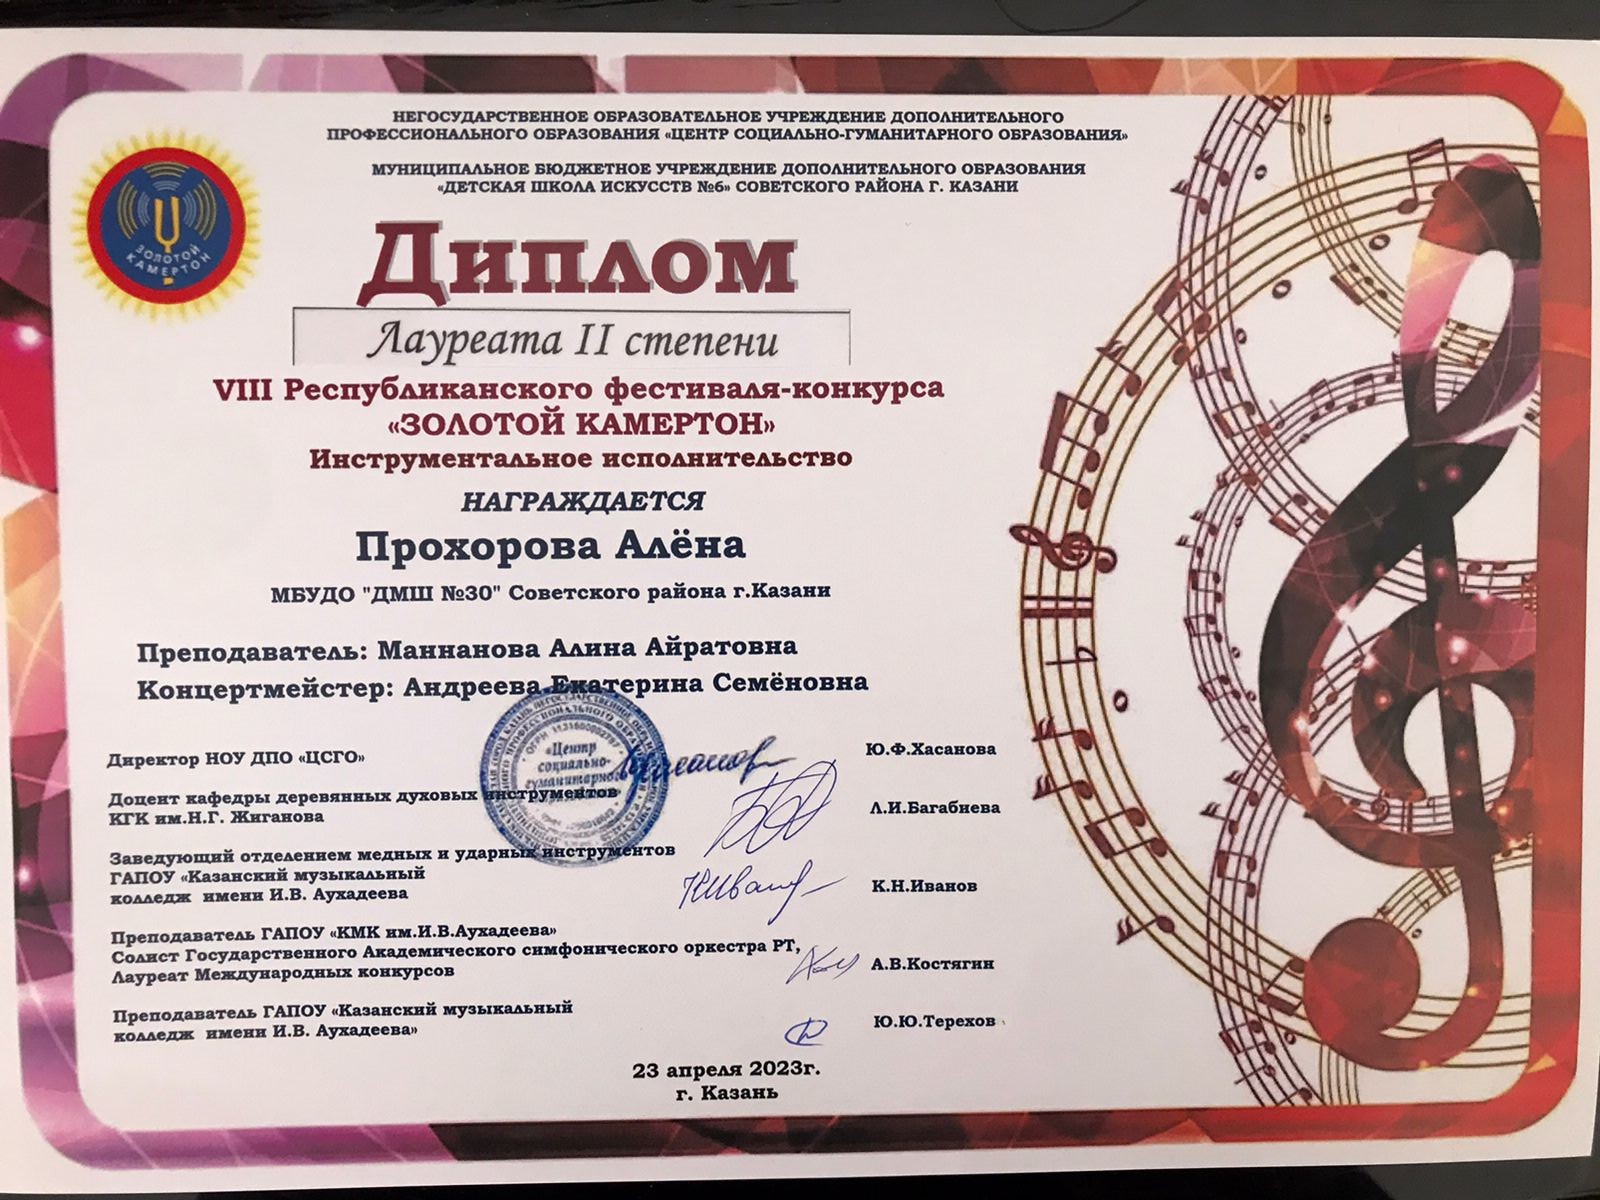 НЕГОСУДАРСТВЕННОЕ ОБРАЗОВАТЕЛЬНОЕ УЧРЕЖДЕНИЕ ДОПОЛНИТЕЛЬНОГО
ПРОФЕССИОНАЛЬНОГО ОБРАЗОВАНИЯ «ЦЕНТР СОЦИАЛЬНО-ГУМАНИТАРНОГО ОБРАЗОВАНИЯ»
МУНИЦИПАЛЬНОЕ БЮДЖЕТНОЕ УЧРЕЖДЕНИЕ ДОПОЛНИТЕЛЬНОГО ОБРАЗОВАНИЯ
«ДЕТСКАЯ ШКОЛА ИСКУССТВ №6» СОВЕТСКОГО РАЙОНА Г. КАЗАНИ
ЗОЛОТОЙ
КАМЕРТОН
Диплом
Лауреата II степени
VIII Республиканского фестиваля-конкурса
«ЗОЛОТОЙ КАМЕРТОН»
Инструментальное исполнительство
НАГРАЖДАЕТСЯ
Прохорова Алёна
МБУДО "ДМШ №30" Советского района г.Казани
Преподаватель: Маннанова Алина Айратовна
Концертмейстер: Андреева Екатерина Семёновна
«Центр
социально-
гуманитарного
Директор НОУ ДПО «ЦСГО»
Ю.Ф.Хасанова
Доцент кафедры деревянных духовых инструментов
КГК им.Н.Г. Жиганова
Л.И.Багабиева
Заведующий отделением медных и ударных инструментов
ГАПОУ «Казанский музыкальный
колледж имени И.В. Аухадеева
К.Н.Иванов
Преподаватель ГАПОУ «КМК им.И.В.Аухадеева»
Солист Государственного Академического симфонического оркестра РТ,
Лауреат Международных конкурсов
А.В.Костягин
Преподаватель ГАПОУ «Казанский музыкальный
колледж имени И.В. Аухадеева»
Ю.Ю.Терехов
23 апреля 2023г.
г. Казань